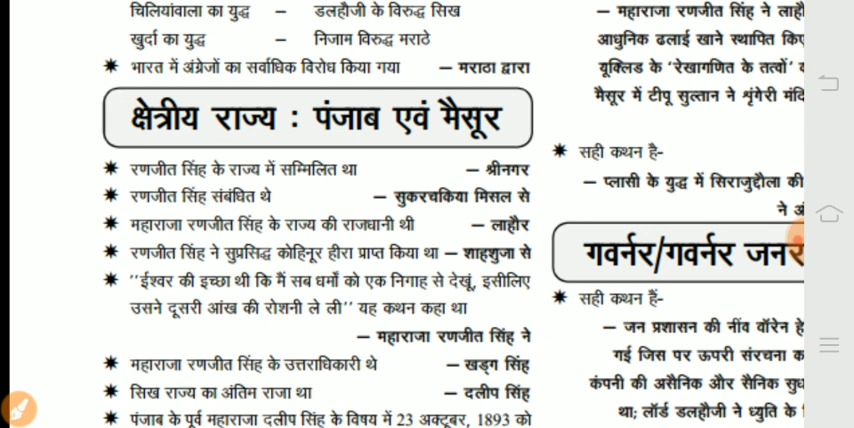 चिलियांवाला का युद्ध – डलहौजी के विरुद्ध सिख
खुर्दा का युद्ध – निजाम विरुद्ध मराठे
✷ भारत में अंग्रेजों का सर्वाधिक विरोध किया गया – मराठा द्वारा
क्षेत्रीय राज्य : पंजाब एवं मैसूर
✷ रणजीत सिंह के राज्य में सम्मिलित था – श्रीनगर
✷ रणजीत सिंह संबंधित थे – सुकरचकिया मिसल से
✷ महाराजा रणजीत सिंह के राज्य की राजधानी थी – लाहौर
✷ रणजीत सिंह ने सुप्रसिद्ध कोहिनूर हीरा प्राप्त किया था – शाहशुजा से
✷ ''ईश्वर की इच्छा थी कि मैं सब धर्मों को एक निगाह से देखूं, इसीलिए
उसने दूसरी आंख की रोशनी ले ली'' यह कथन कहा था
– महाराजा रणजीत सिंह ने
✷ महाराजा रणजीत सिंह के उत्तराधिकारी थे – खड्ग सिंह
✷ सिख राज्य का अंतिम राजा था – दलीप सिंह
✷ पंजाब के पूर्व महाराजा दलीप सिंह के विषय में 23 अक्टूबर, 1893 को
– महाराजा रणजीत सिंह ने
आधुनिक ढलाई खाने स्थापित
यूक्लिड के 'रेखागणित के तत्वों'
मैसूर में टीपू सुल्तान ने शृंगेरी
✷ सही कथन है-
– प्लासी के युद्ध में सिराजुद्दौला की
ने
गवर्नर/गवर्नर
✷ सही कथन हैं-
– जन प्रशासन की नींव वॉरेन
गई जिस पर ऊपरी संरचना
कंपनी की असैनिक और सैनिक
था; लॉर्ड डलहौजी ने ध्युति के